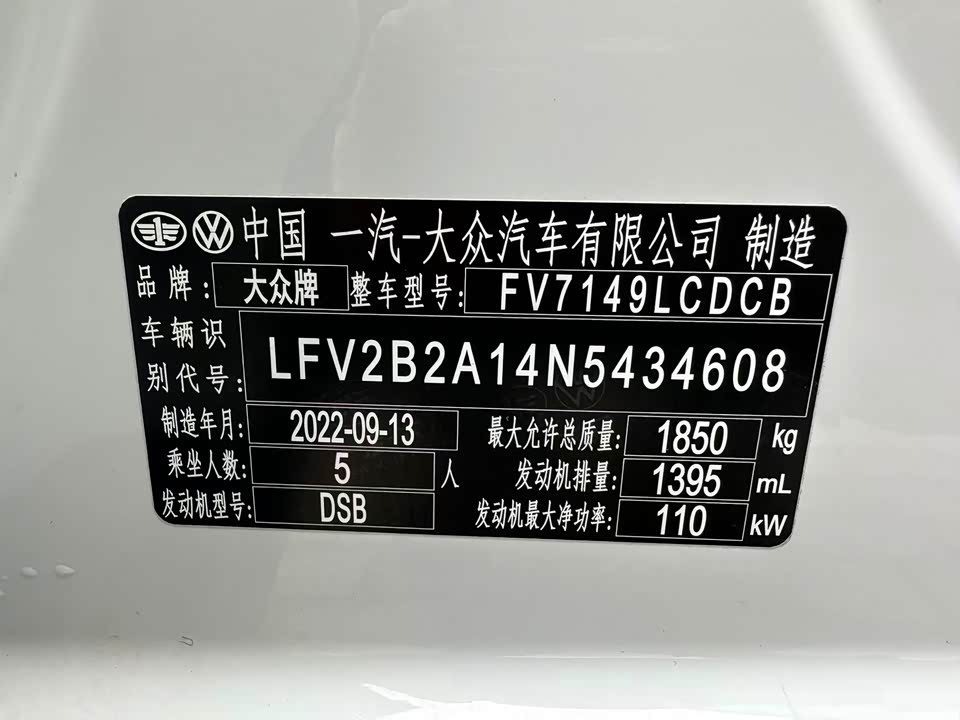 中国 一汽-大众汽车有限公司 制造
品牌: 大众牌 整车型号: FV7149LCDCB
车辆识别代号: LFV2B2A14N5434608
制造年月: 2022-09-13 最大允许总质量: 1850 kg
乘坐人数: 5 人 发动机排量: 1395 mL
发动机型号: DSB 发动机最大净功率: 110 kW